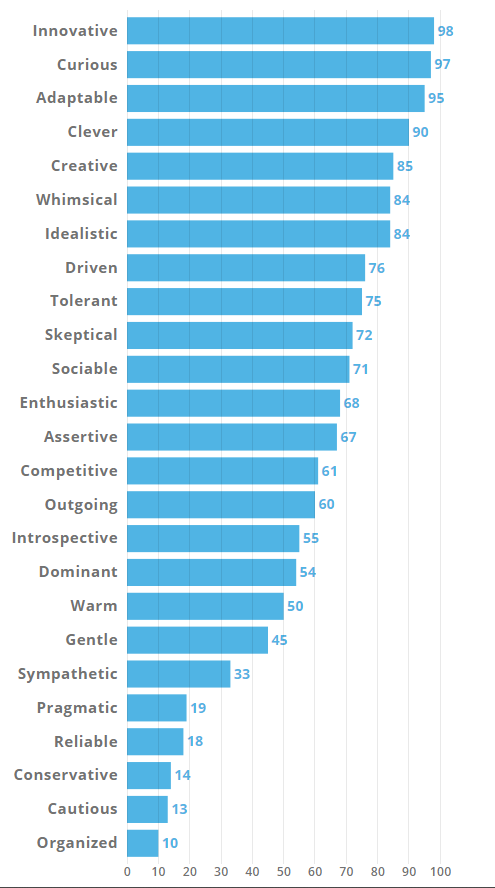 Innovative 98
Curious 97
Adaptable 95
Clever 90
Creative 85
Whimsical 84
Idealistic 84
Driven 76
Tolerant 75
Skeptical 72
Sociable 71
Enthusiastic 68
Assertive 67
Competitive 61
Outgoing 60
Introspective 55
Dominant 54
Warm 50
Gentle 45
Sympathetic 33
Pragmatic 19
Reliable 18
Conservative 14
Cautious 13
Organized 10
0 10 20 30 40 50 60 70 80 90 100